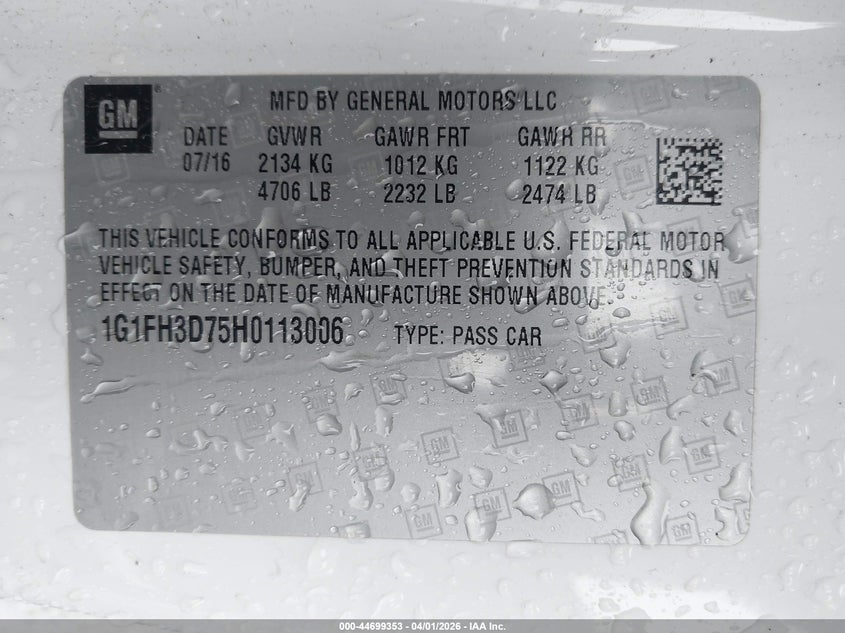 GM
MFD BY GENERAL MOTORS LLC
DATE GVWR GAWR FRT GAWR RR
07/16 2134 KG 1012 KG 1122 KG
4706 LB 2232 LB 2474 LB
THIS VEHICLE CONFORMS TO ALL APPLICABLE U.S. FEDERAL MOTOR
VEHICLE SAFETY, BUMPER, AND THEFT PREVENTION STANDARDS IN
EFFECT ON THE DATE OF MANUFACTURE SHOWN ABOVE.
1G1FH3D75H0113006 TYPE: PASS CAR
000-44699353 - 04/01/2026 - IAA Inc.